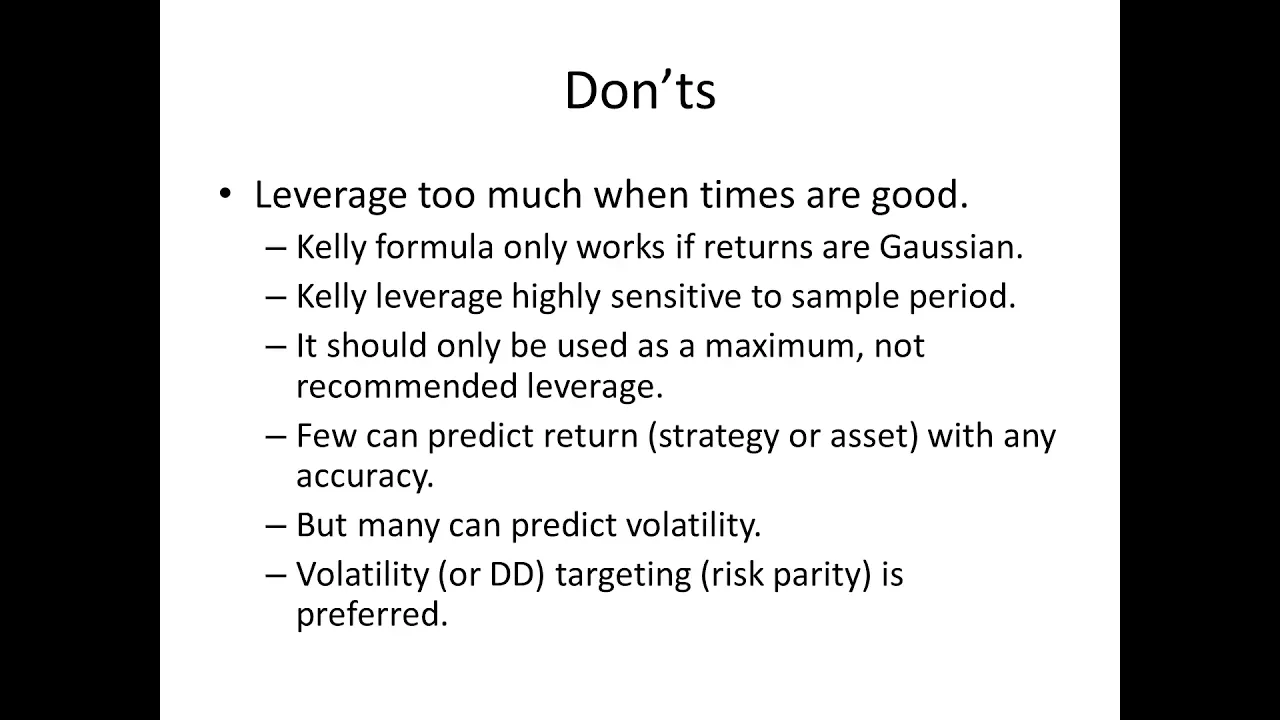 Don’ts
• Leverage too much when times are good.
– Kelly formula only works if returns are Gaussian.
– Kelly leverage highly sensitive to sample period.
– It should only be used as a maximum, not
recommended leverage.
– Few can predict return (strategy or asset) with any
accuracy.
– But many can predict volatility.
– Volatility (or DD) targeting (risk parity) is
preferred.